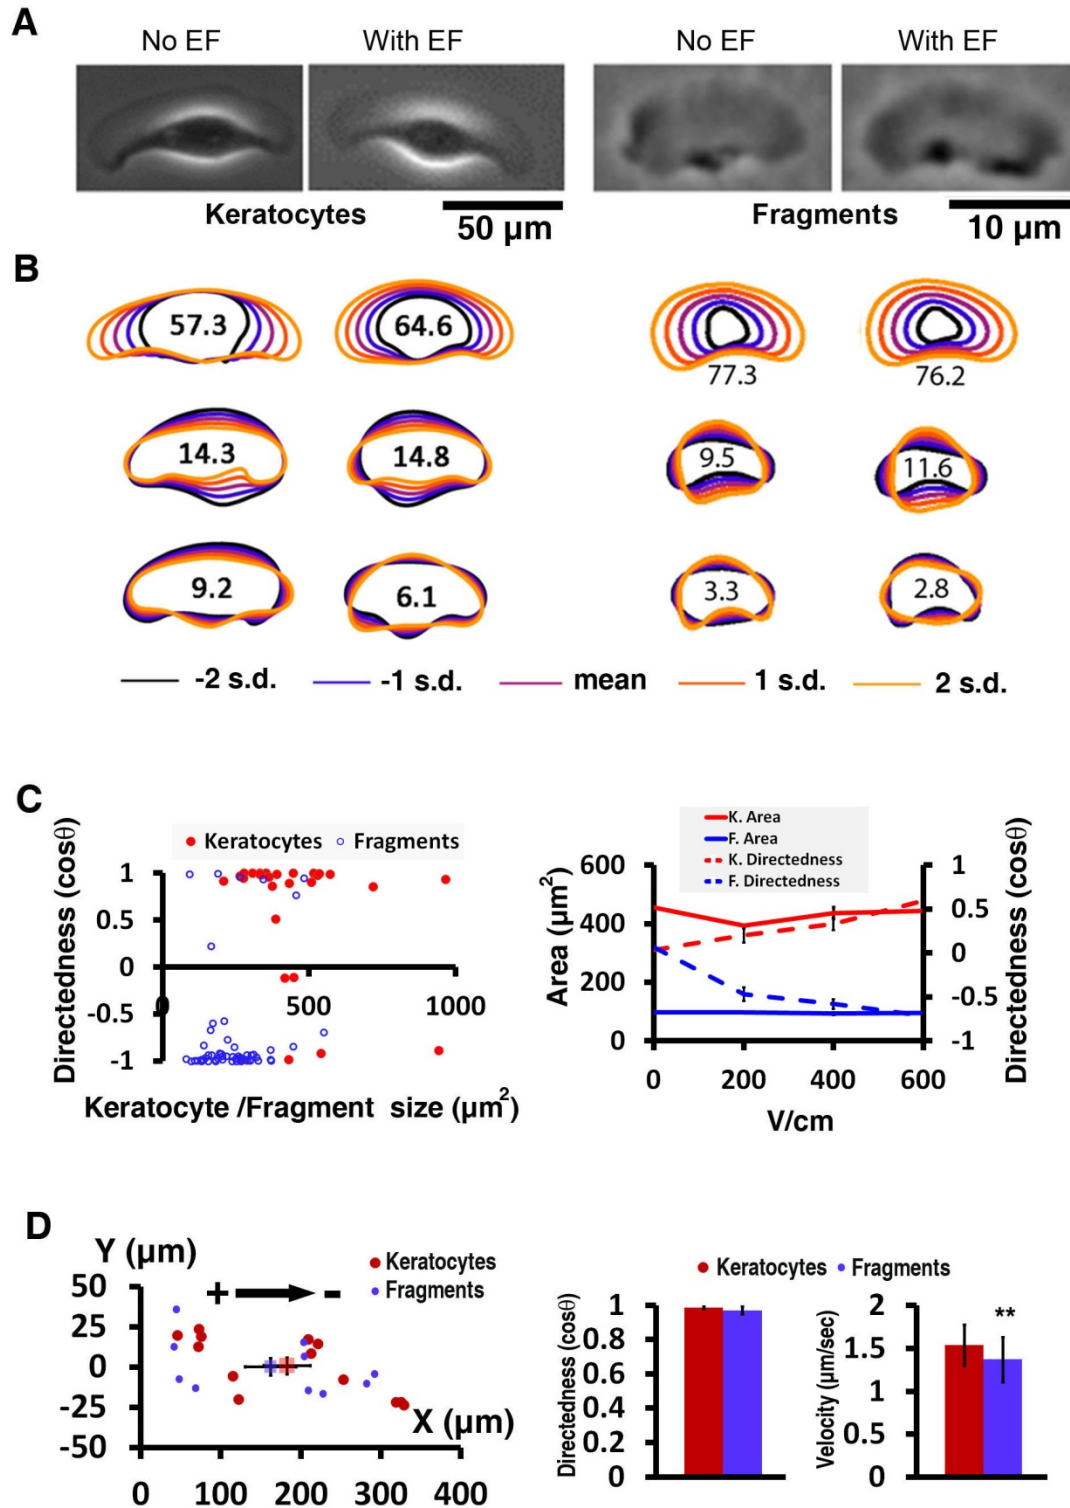 A
No EF
With EF
No EF
With EF
Keratocytes
50 µm
Fragments
10 µm
B
57.3
64.6
77.3
76.2
14.3
14.8
9.5
11.6
9.2
6.1
3.3
2.8
-2 s.d.
-1 s.d.
mean
1 s.d.
2 s.d.
C
Keratocytes
Fragments
Directedness (cosθ)
1
0.5
0
-0.5
-1
0
500
1000
Keratocyte /Fragment size (µm²)
K. Area
F. Area
K. Directedness
F. Directedness
Area (µm²)
600
400
200
0
1
0.5
0
-0.5
-1
Directedness (cosθ)
0
200
400
600
V/cm
D
Y (µm)
Keratocytes
Fragments
+
-
50
25
0
-25
-50
X (µm)
0
100
200
300
400
Keratocytes
Fragments
Directedness (cosθ)
1
0.8
0.6
0.4
0.2
0
Velocity (µm/sec)
2
1.5
1
0.5
0
**